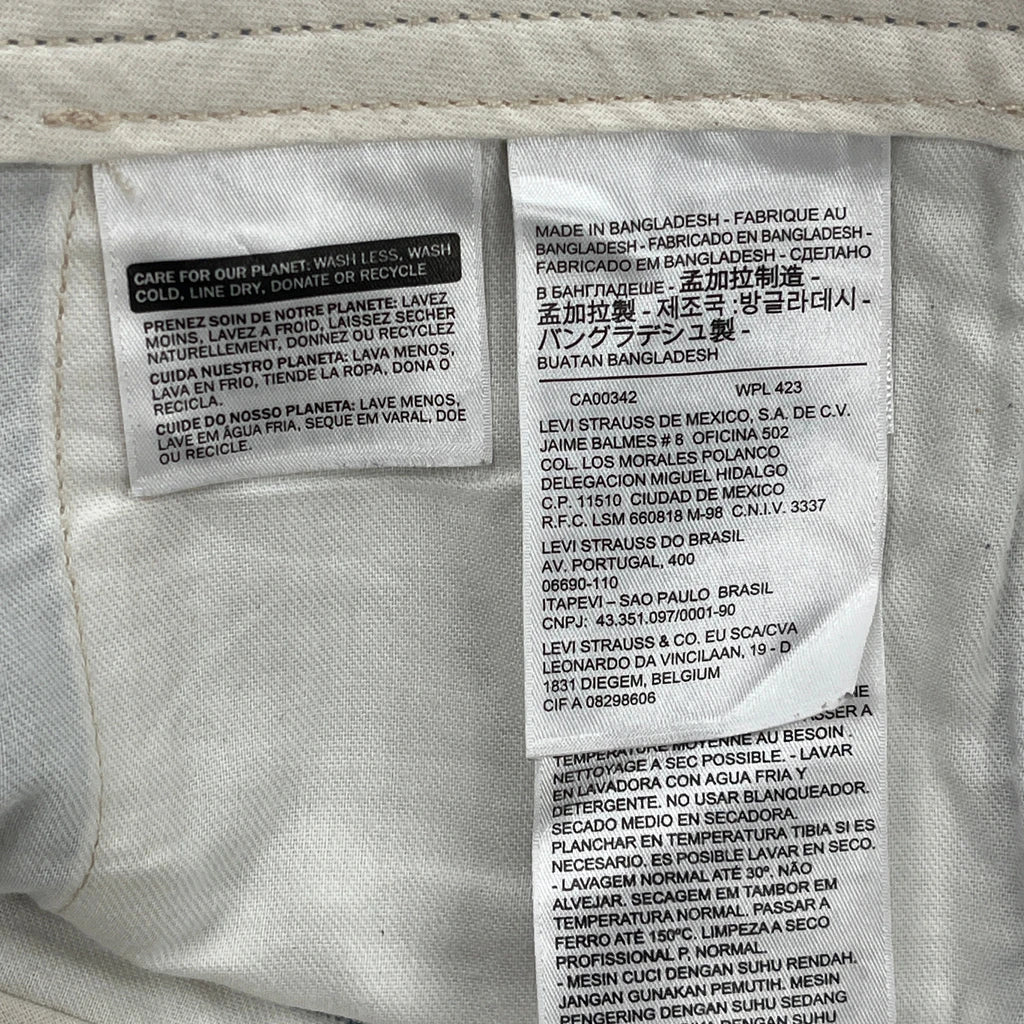 CARE FOR OUR PLANET: WASH LESS, WASH
COLD, LINE DRY, DONATE OR RECYCLE
PRENEZ SOIN DE NOTRE PLANETE: LAVEZ
MOINS, LAVEZ A FROID, LAISSEZ SECHER
NATURELLEMENT, DONNEZ OU RECYCLEZ
CUIDA NUESTRO PLANETA: LAVA MENOS,
LAVA EN FRIO, TIENDE LA ROPA, DONA O
RECICLA.
CUIDE DO NOSSO PLANETA: LAVE MENOS,
LAVE EM ÁGUA FRIA, SEQUE EM VARAL, DOE
OU RECICLE.
MADE IN BANGLADESH - FABRIQUE AU
BANGLADESH - FABRICADO EN BANGLADESH -
FABRICADO EM BANGLADESH - СДЕЛАНО
В БАНГЛАДЕШЕ - 孟加拉制造 -
孟加拉製 - 제조국 :방글라데시 -
バングラデシュ製 -
BUATAN BANGLADESH
CA00342 WPL 423
LEVI STRAUSS DE MEXICO, S.A. DE C.V.
JAIME BALMES # 8 OFICINA 502
COL. LOS MORALES POLANCO
DELEGACION MIGUEL HIDALGO
C.P. 11510 CIUDAD DE MEXICO
R.F.C. LSM 660818 M-98 C.N.I.V. 3337
LEVI STRAUSS DO BRASIL
AV. PORTUGAL, 400
06690-110
ITAPEVI – SAO PAULO BRASIL
CNPJ: 43.351.097/0001-90
LEVI STRAUSS & CO. EU SCA/CVA
LEONARDO DA VINCILAAN, 19 - D
1831 DIEGEM, BELGIUM
CIF A 08298606
A
TEMPERATURE MOYENNE AU BESOIN .
NETTOYAGE A SEC POSSIBLE. - LAVAR
EN LAVADORA CON AGUA FRIA Y
DETERGENTE. NO USAR BLANQUEADOR.
SECADO MEDIO EN SECADORA.
PLANCHAR EN TEMPERATURA TIBIA SI ES
NECESARIO. ES POSIBLE LAVAR EN SECO.
- LAVAGEM NORMAL ATÉ 30º. NÃO
ALVEJAR. SECAGEM EM TAMBOR EM
TEMPERATURA NORMAL. PASSAR A
FERRO ATÉ 150ºC. LIMPEZA A SECO
PROFISSIONAL P. NORMAL.
- MESIN CUCI DENGAN SUHU RENDAH.
JANGAN GUNAKAN PEMUTIH. MESIN
PENGERING DENGAN SUHU SEDANG
DENGAN SUHU